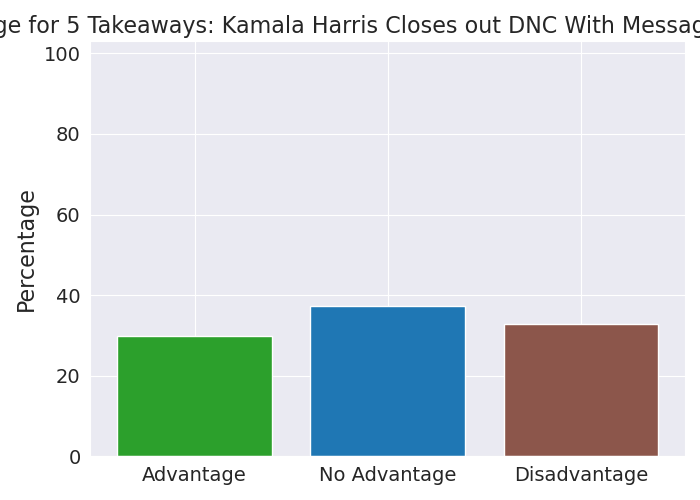 ge for 5 Takeaways: Kamala Harris Closes out DNC With Messag
100
80
60
40
20
0
Percentage
Advantage
No Advantage
Disadvantage